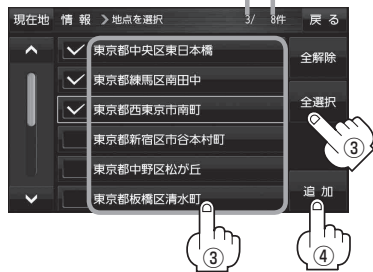 現在地 情 報 ＞地点を選択 3/ 8件 戻 る
東京都中央区東日本橋
全解除
東京都練馬区南田中
東京都西東京市南町
全選択
東京都新宿区市谷本村町
③
東京都中野区松が丘
東京都板橋区清水町
追 加
③
④